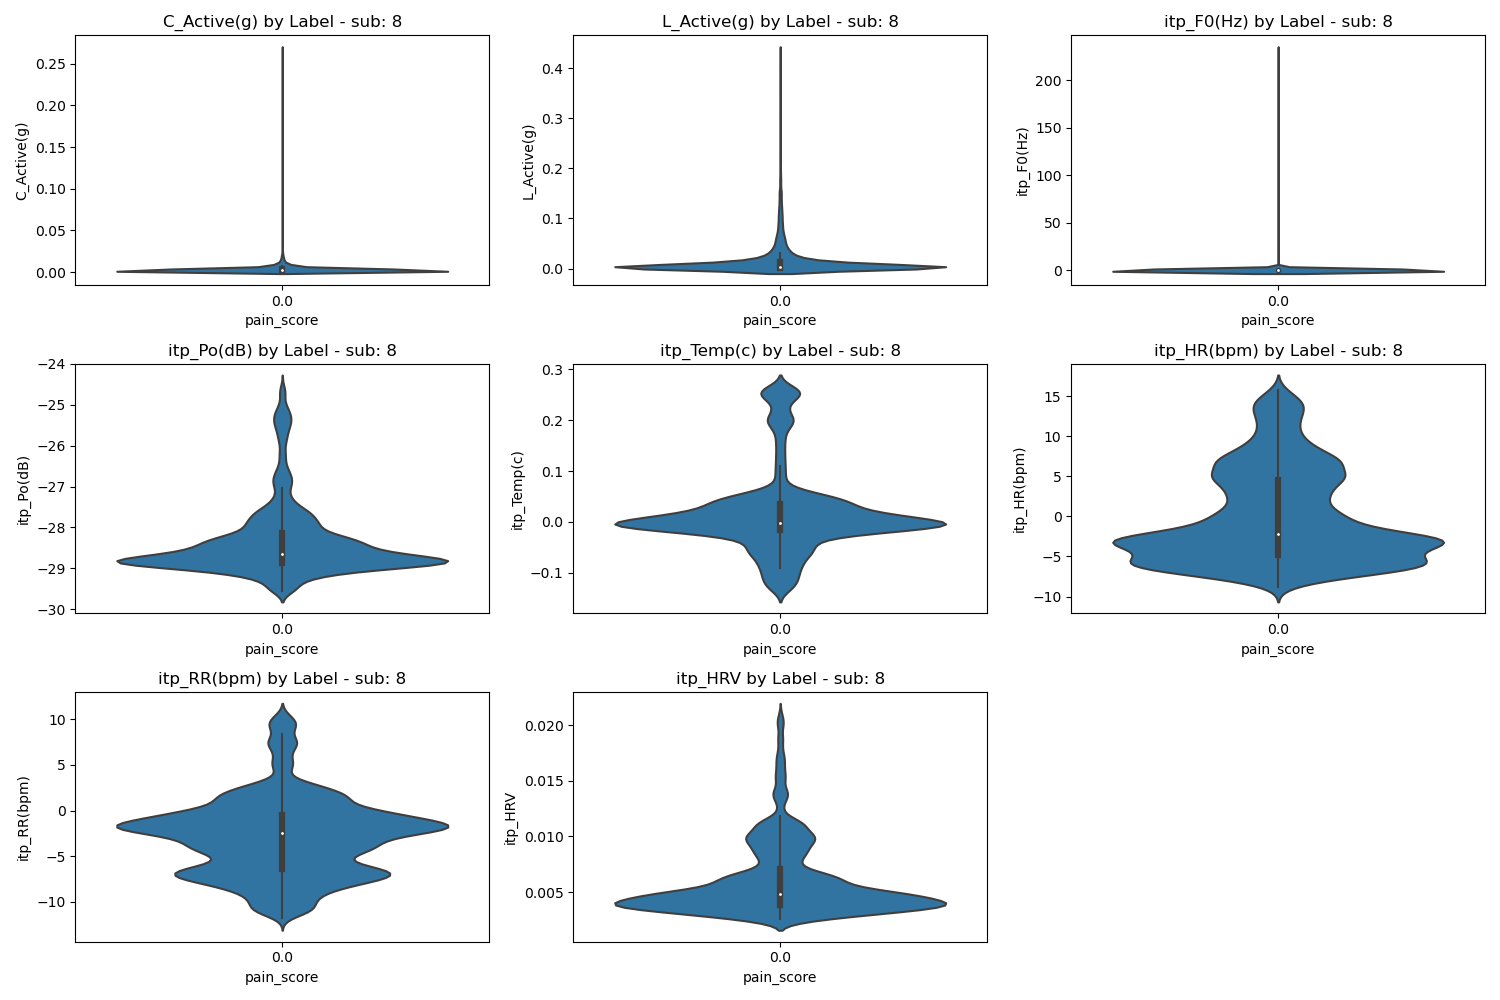 C_Active(g) by Label - sub: 8
L_Active(g) by Label - sub: 8
itp_F0(Hz) by Label - sub: 8
C_Active(g)
0.25
0.20
0.15
0.10
0.05
0.00
0.0
pain_score
L_Active(g)
0.4
0.3
0.2
0.1
0.0
0.0
pain_score
itp_F0(Hz)
200
150
100
50
0
0.0
pain_score
itp_Po(dB) by Label - sub: 8
itp_Temp(c) by Label - sub: 8
itp_HR(bpm) by Label - sub: 8
itp_Po(dB)
−24
−25
−26
−27
−28
−29
−30
0.0
pain_score
itp_Temp(c)
0.3
0.2
0.1
0.0
−0.1
0.0
pain_score
itp_HR(bpm)
15
10
5
0
−5
−10
0.0
pain_score
itp_RR(bpm) by Label - sub: 8
itp_HRV by Label - sub: 8
itp_RR(bpm)
10
5
0
−5
−10
0.0
pain_score
itp_HRV
0.020
0.015
0.010
0.005
0.0
pain_score